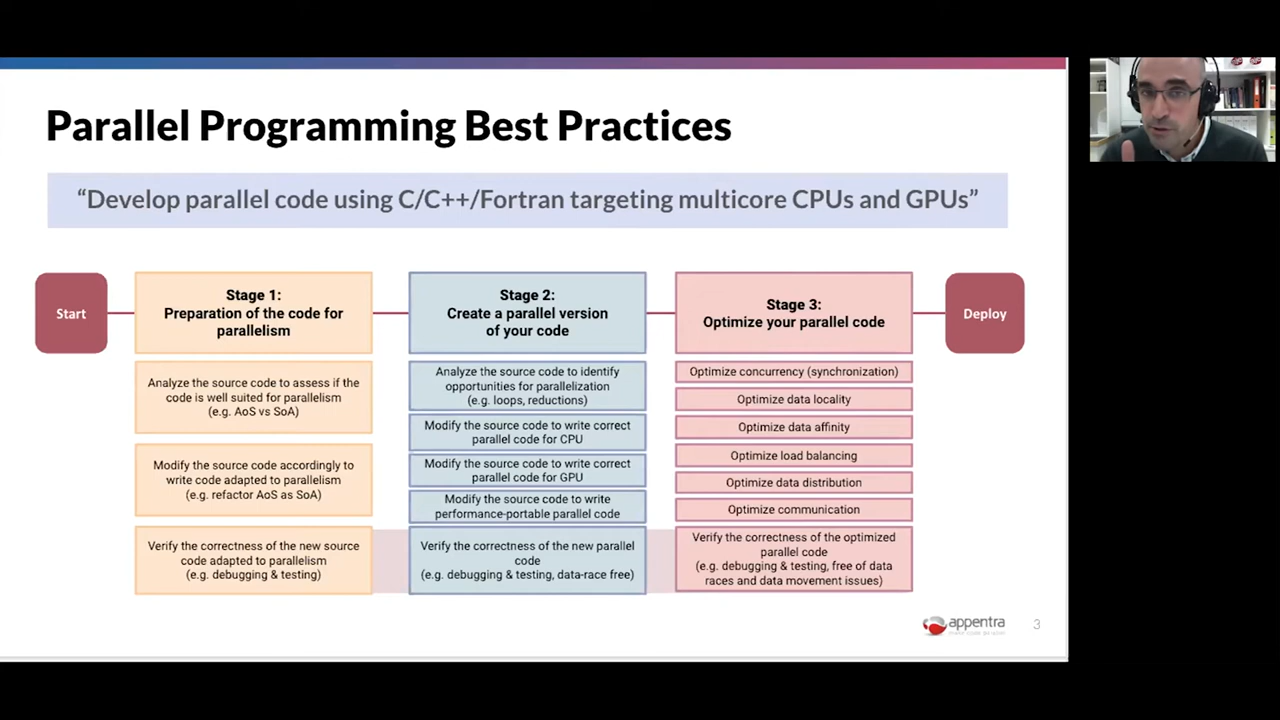 Parallel Programming Best Practices
“Develop parallel code using C/C++/Fortran targeting multicore CPUs and GPUs”
Start
Stage 1:
Preparation of the code for
parallelism
Analyze the source code to assess if the
code is well suited for parallelism
(e.g. AoS vs SoA)
Modify the source code accordingly to
write code adapted to parallelism
(e.g. refactor AoS as SoA)
Verify the correctness of the new source
code adapted to parallelism
(e.g. debugging & testing)
Stage 2:
Create a parallel version
of your code
Analyze the source code to identify
opportunities for parallelization
(e.g. loops, reductions)
Modify the source code to write correct
parallel code for CPU
Modify the source code to write correct
parallel code for GPU
Modify the source code to write
performance-portable parallel code
Verify the correctness of the new parallel
code
(e.g. debugging & testing, data-race free)
Stage 3:
Optimize your parallel code
Optimize concurrency (synchronization)
Optimize data locality
Optimize data affinity
Optimize load balancing
Optimize data distribution
Optimize communication
Verify the correctness of the optimized
parallel code
(e.g. debugging & testing, free of data
races and data movement issues)
Deploy
appentra
3